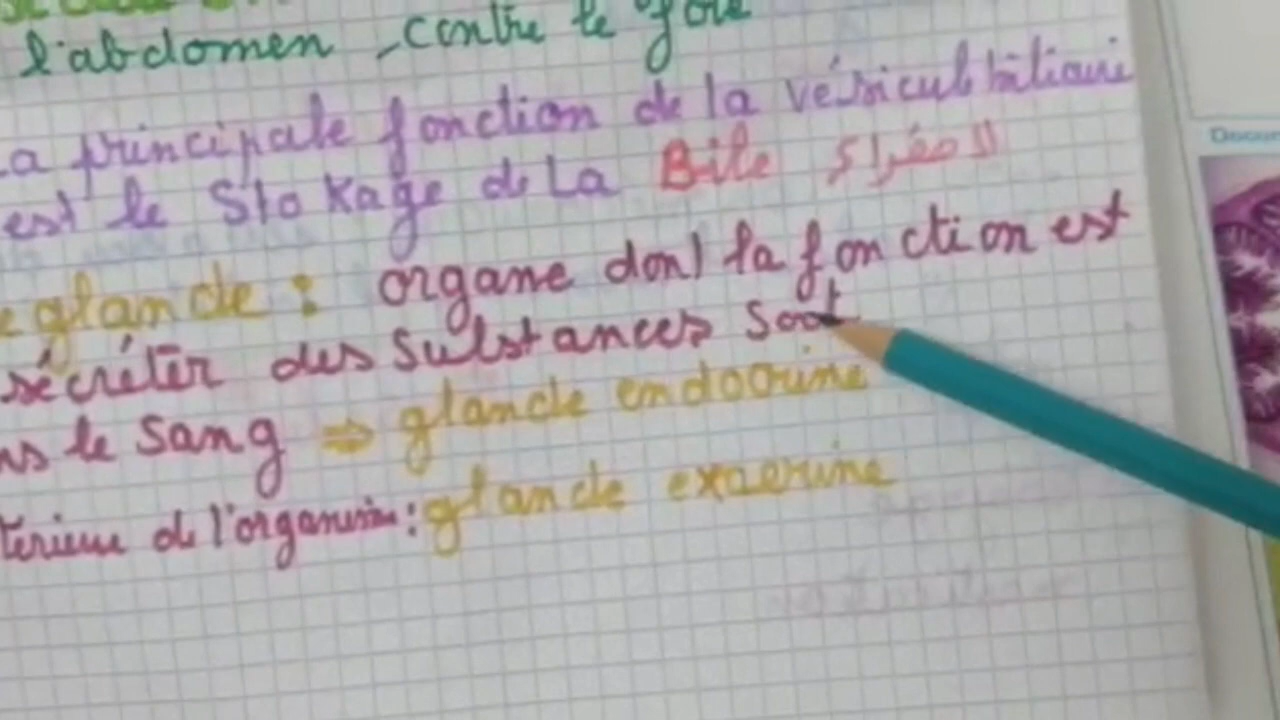 l'abdomen, contre le foie
La principale fonction de la vésicule biliaire
est le Stokage de La Bile الصفراء
glande : organe dont la fonction est
sécréter des Substances soit
le Sang ⇒ glande endocrine
de l'organisme : glande exocrine